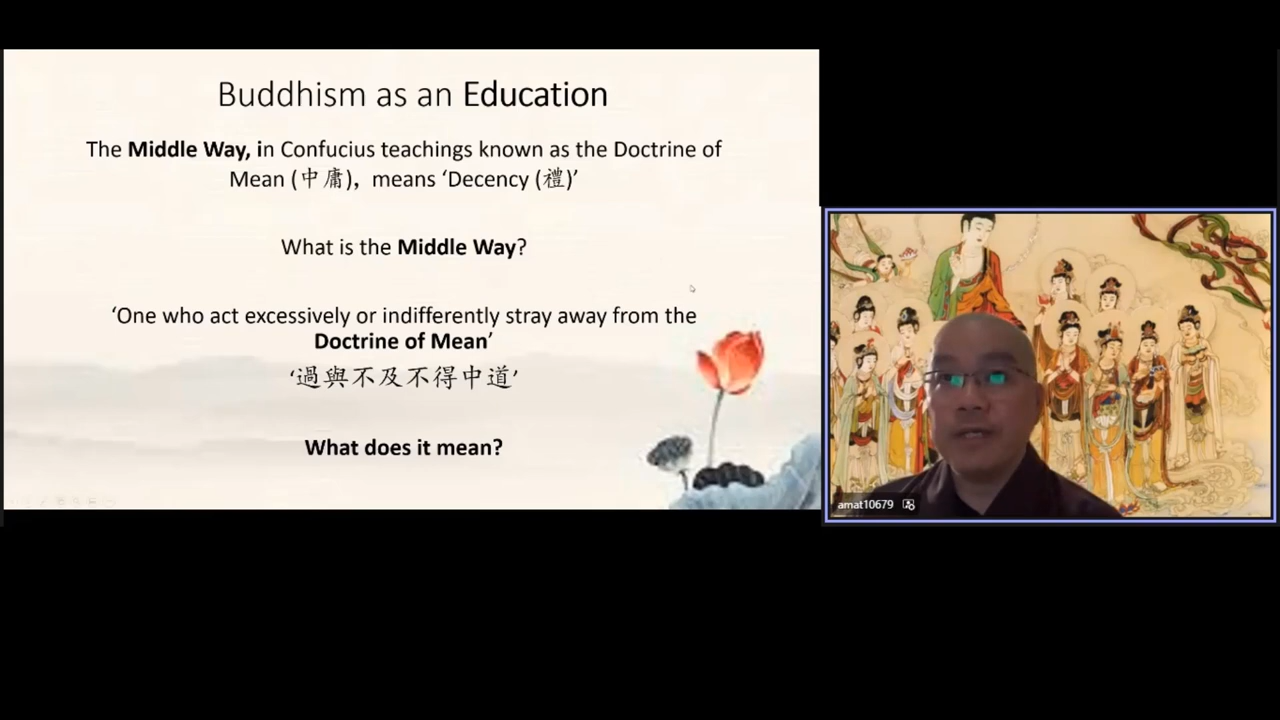 Buddhism as an Education
The Middle Way, in Confucius teachings known as the Doctrine of
Mean (中庸), means ‘Decency (禮)’
What is the Middle Way?
‘One who act excessively or indifferently stray away from the
Doctrine of Mean’
‘過與不及不得中道’
What does it mean?
amat10679